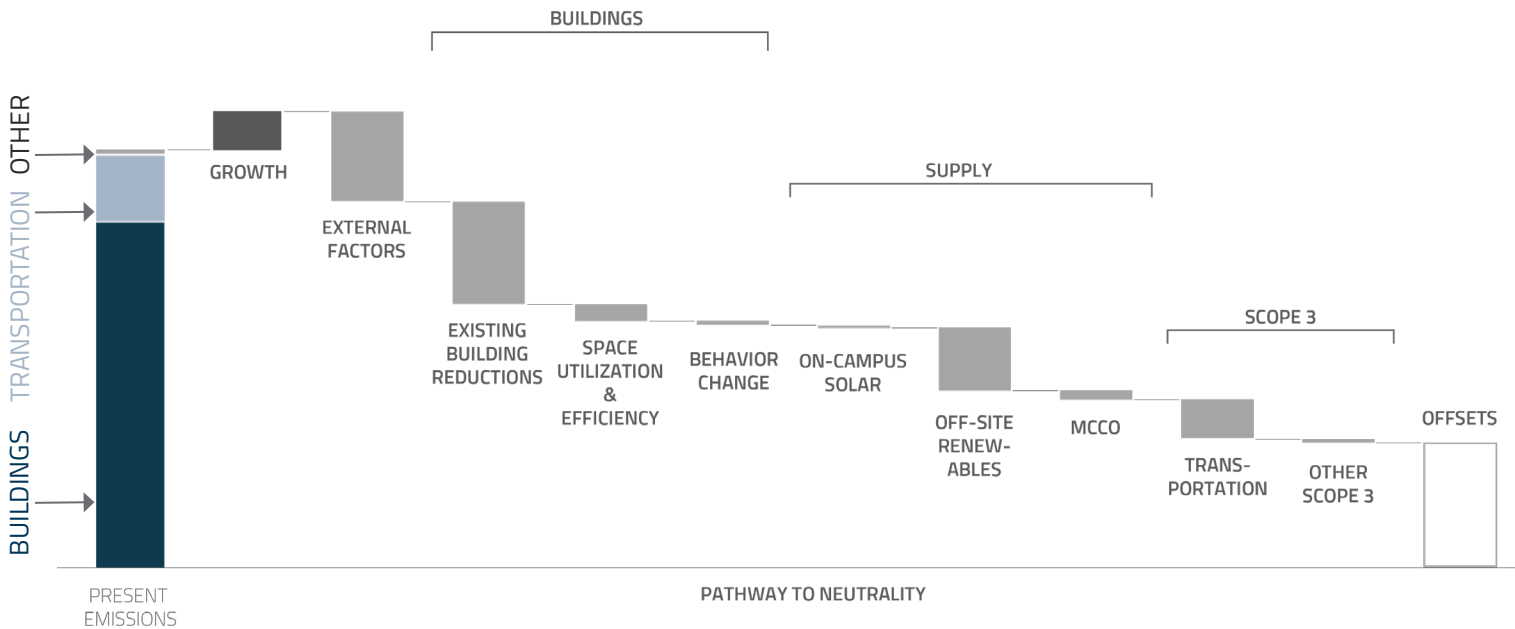 BUILDINGS
OTHER
TRANSPORTATION
BUILDINGS
GROWTH
EXTERNAL
FACTORS
SUPPLY
EXISTING
BUILDING
REDUCTIONS
SPACE
UTILIZATION
&
EFFICIENCY
BEHAVIOR
CHANGE
ON-CAMPUS
SOLAR
OFF-SITE
RENEW-
ABLES
MCCO
SCOPE 3
TRANS-
PORTATION
OTHER
SCOPE 3
OFFSETS
PRESENT
EMISSIONS
PATHWAY TO NEUTRALITY